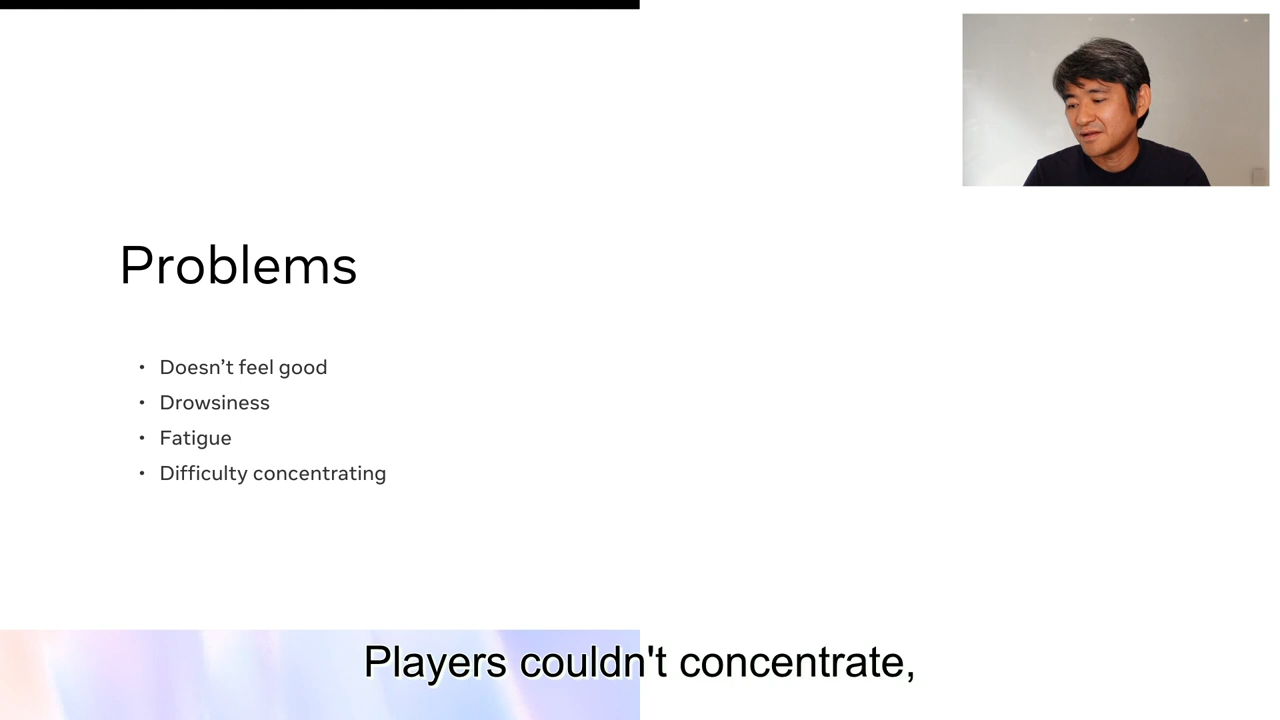 Problems
• Doesn’t feel good
• Drowsiness
• Fatigue
• Difficulty concentrating
Players couldn't concentrate,